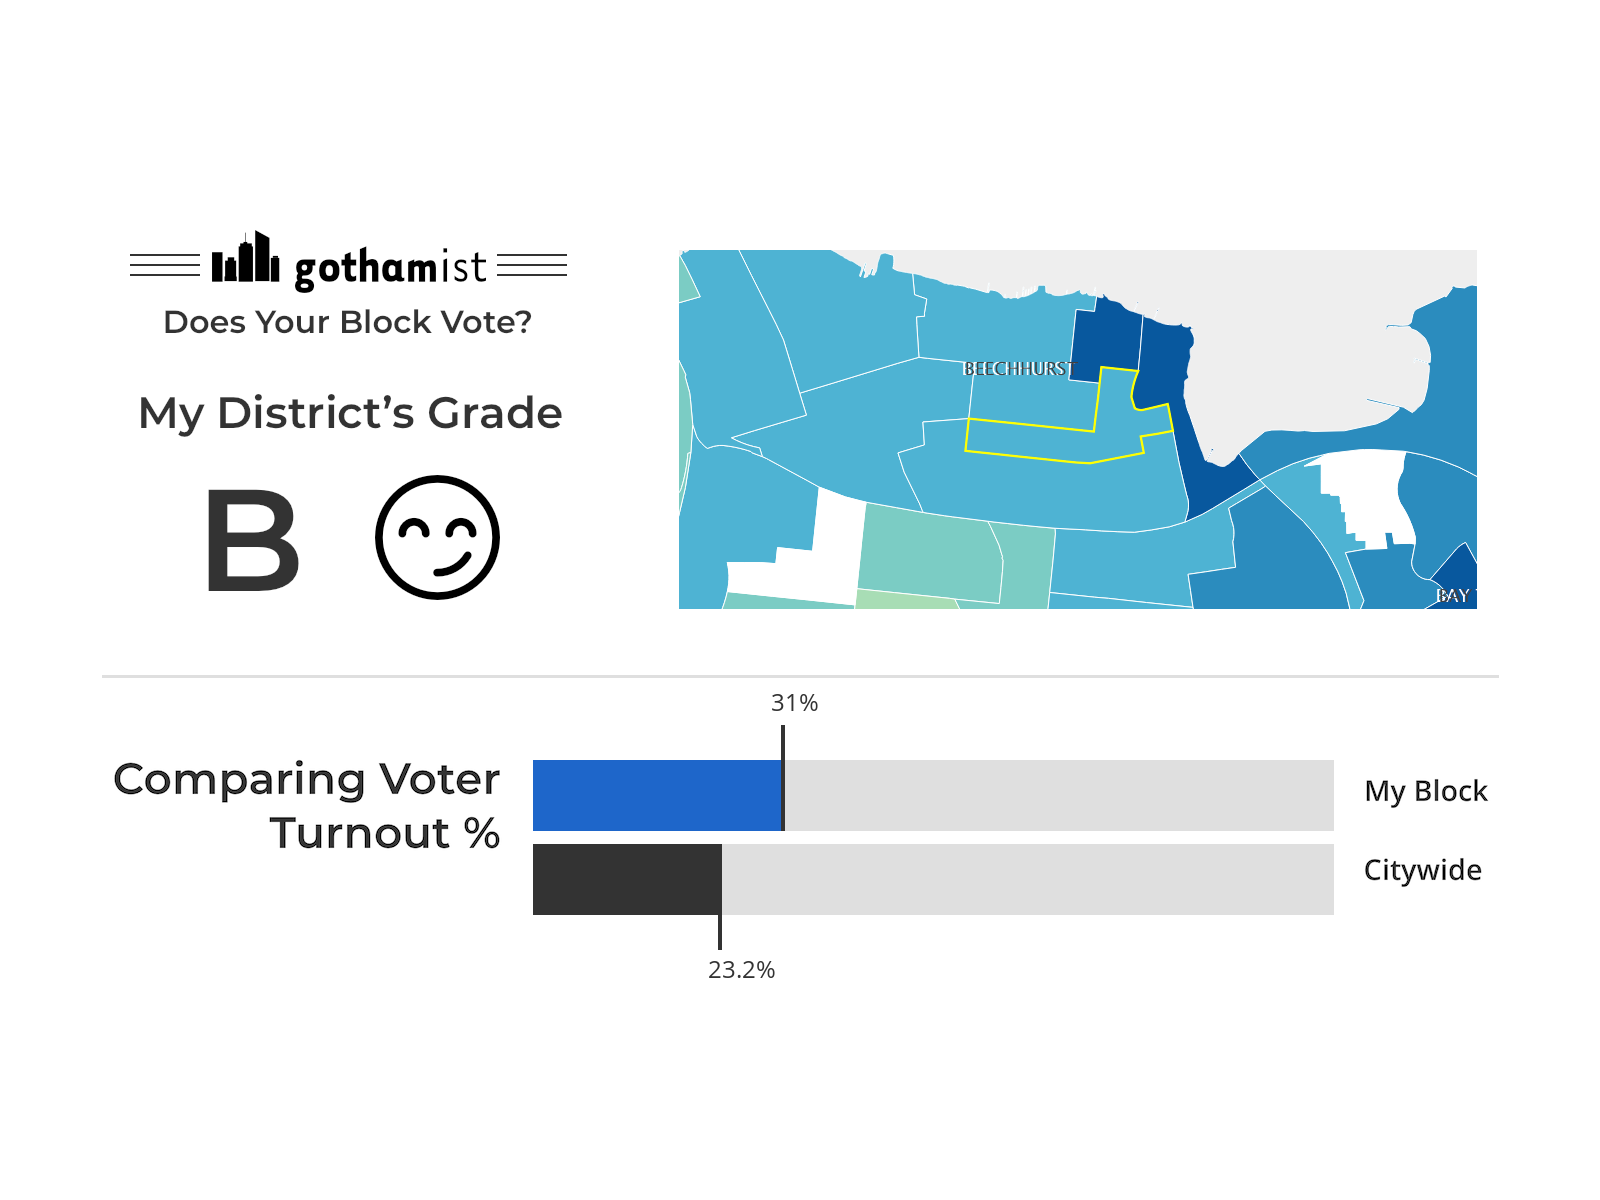 gothamist
Does Your Block Vote?
My District’s Grade
B
BEECHHURST
BAY
31%
Comparing Voter
Turnout %
My Block
Citywide
23.2%